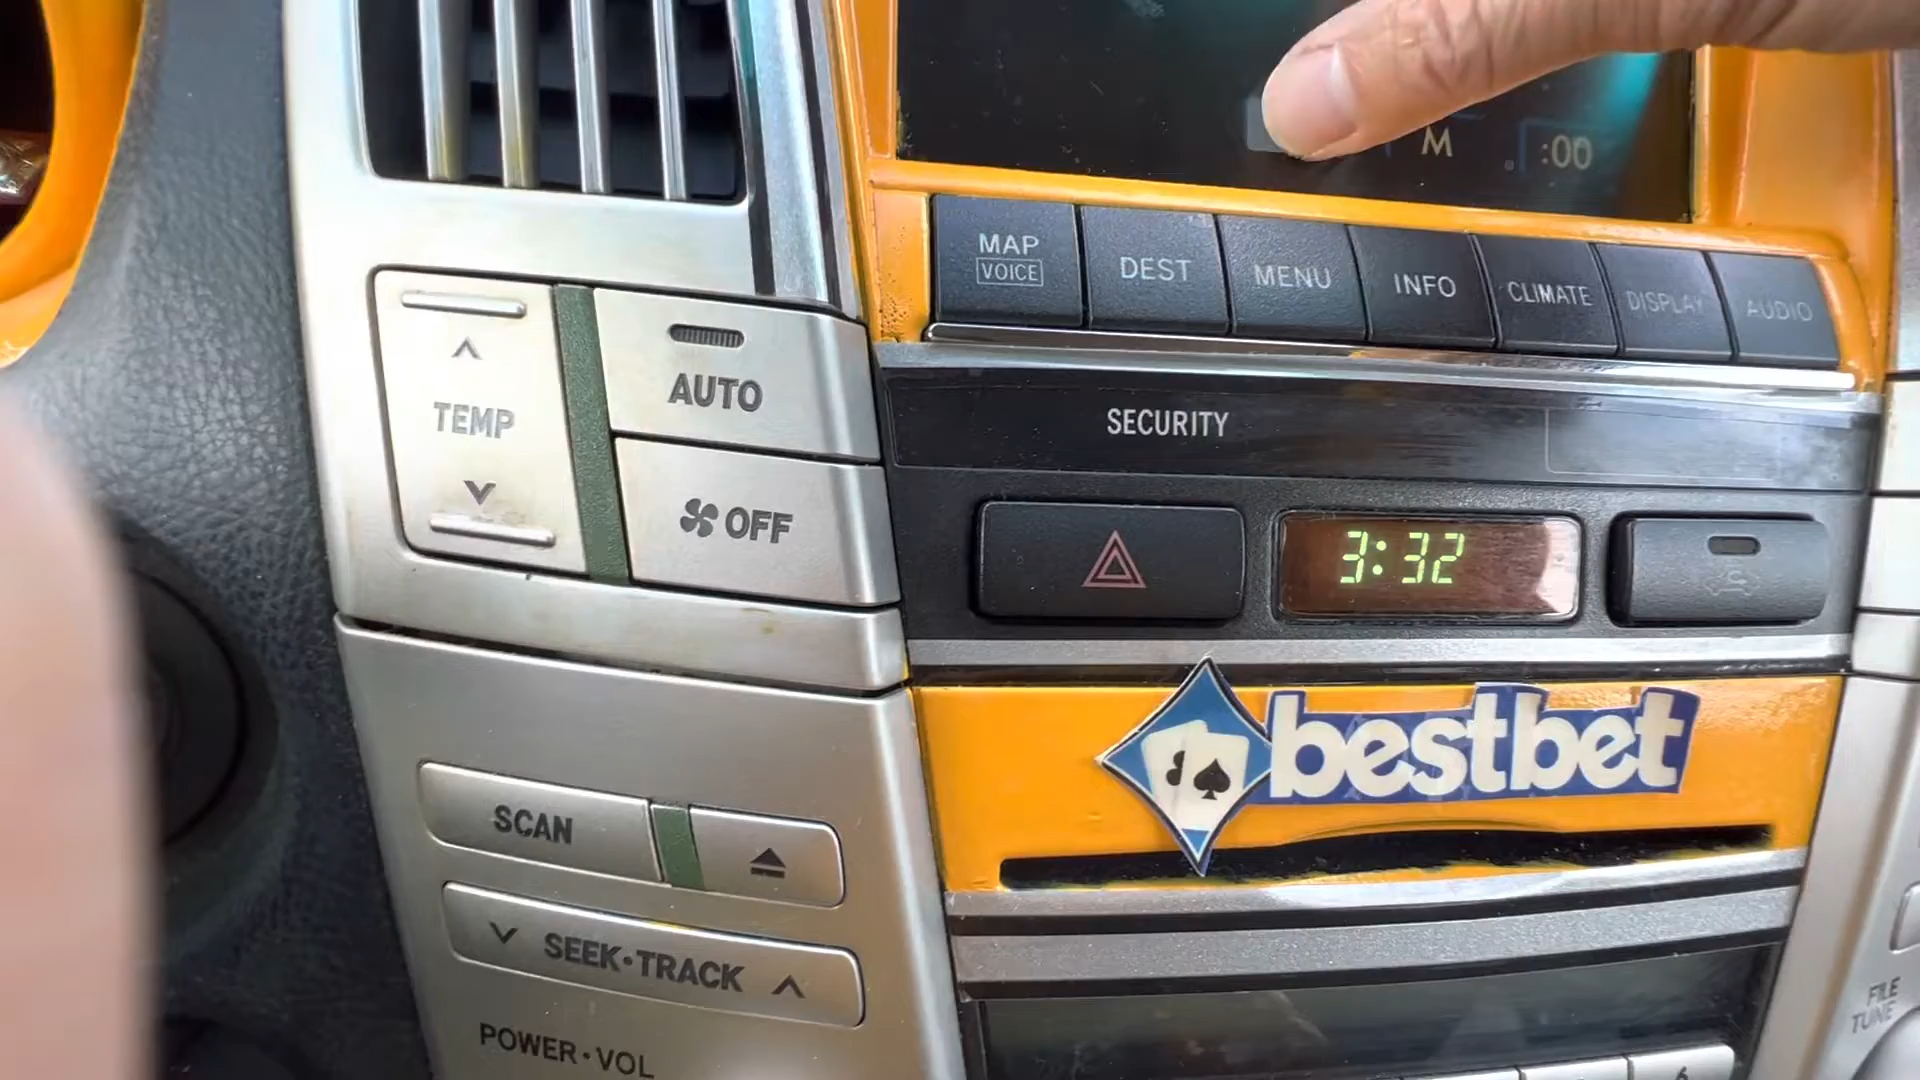 M
:00
MAP
VOICE
DEST
MENU
INFO
CLIMATE
DISPLAY
AUDIO
TEMP
AUTO
OFF
SECURITY
3:32
bestbet
SCAN
SEEK·TRACK
POWER·VOL
FILE
TUNE
6